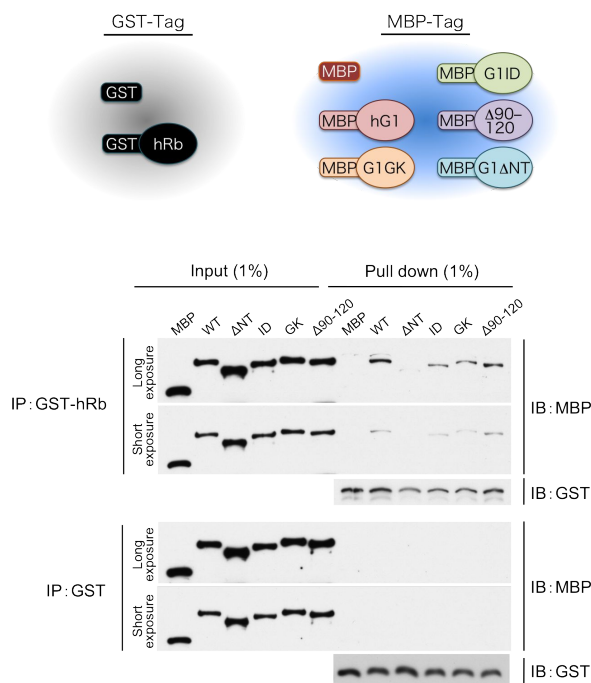 GST-Tag
MBP-Tag
GST
GST hRb
MBP
MBP G1ID
MBP hG1
MBP Δ90-
120
MBP G1GK
MBP G1ΔNT
Input (1%)
Pull down (1%)
MBP WT ΔNT ID GK Δ90-120 MBP WT ΔNT ID GK Δ90-120
IP:GST-hRb
Long
exposure
Short
exposure
IB:MBP
IB:GST
IP:GST
Long
exposure
Short
exposure
IB:MBP
IB:GST